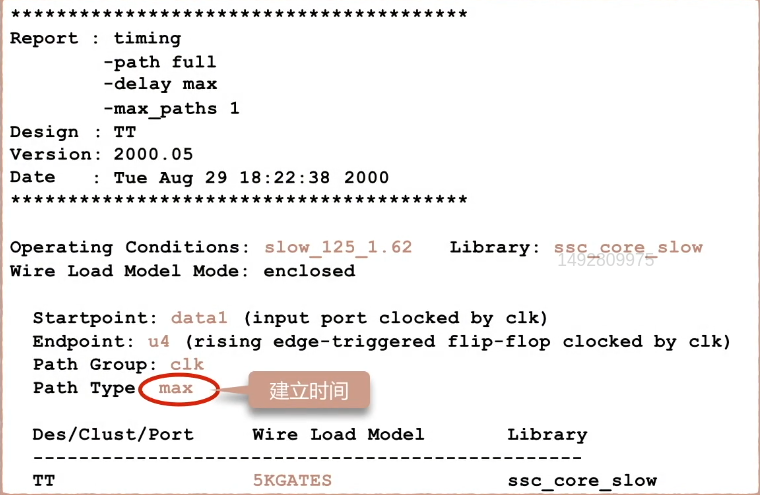 ****************************************
Report : timing
-path full
-delay max
-max_paths 1
Design : TT
Version: 2000.05
Date : Tue Aug 29 18:22:38 2000
****************************************
Operating Conditions: slow_125_1.62 Library: ssc_core_slow
1492809975
Wire Load Model Mode: enclosed
Startpoint: data1 (input port clocked by clk)
Endpoint: u4 (rising edge-triggered flip-flop clocked by clk)
Path Group: clk
Path Type max
建立时间
Des/Clust/Port Wire Load Model Library
------------------------------------------------
TT 5KGATES ssc_core_slow